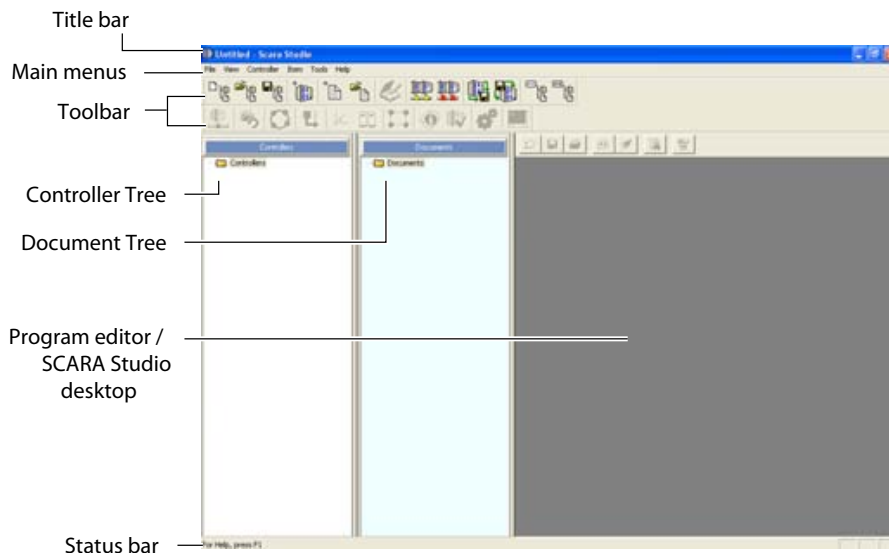 Title bar
Untitled - Scara Studio
Main menus
File View Controller Item Tools Help
Toolbar
Controllers
Documents
Controllers
Documents
Controller Tree
Document Tree
Program editor /
SCARA Studio
desktop
Status bar
For Help, press F1